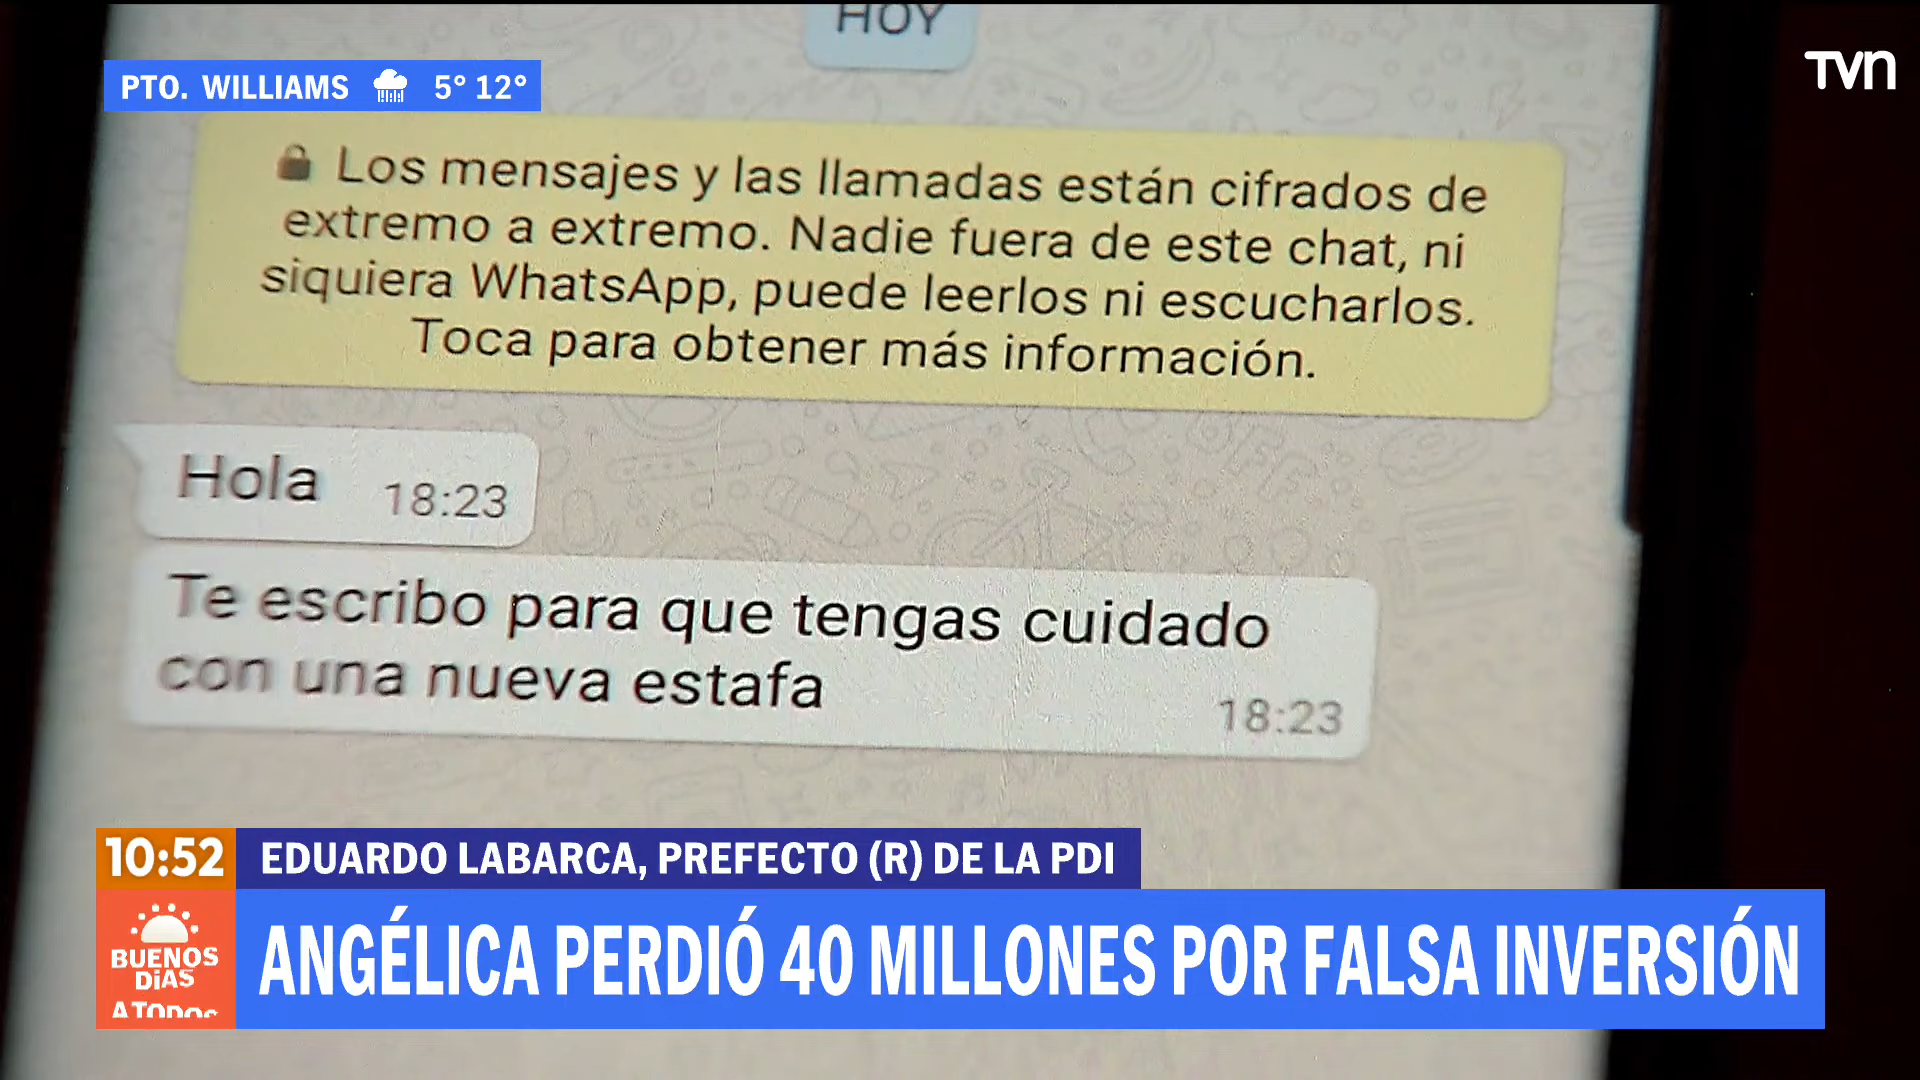 HOY
PTO. WILLIAMS 5° 12°
TVN
Los mensajes y las llamadas están cifrados de
extremo a extremo. Nadie fuera de este chat, ni
siquiera WhatsApp, puede leerlos ni escucharlos.
Toca para obtener más información.
Hola 18:23
Te escribo para que tengas cuidado
con una nueva estafa
18:23
10:52 EDUARDO LABARCA, PREFECTO (R) DE LA PDI
BUENOS
DÍAS
A TODOS
ANGÉLICA PERDIÓ 40 MILLONES POR FALSA INVERSIÓN